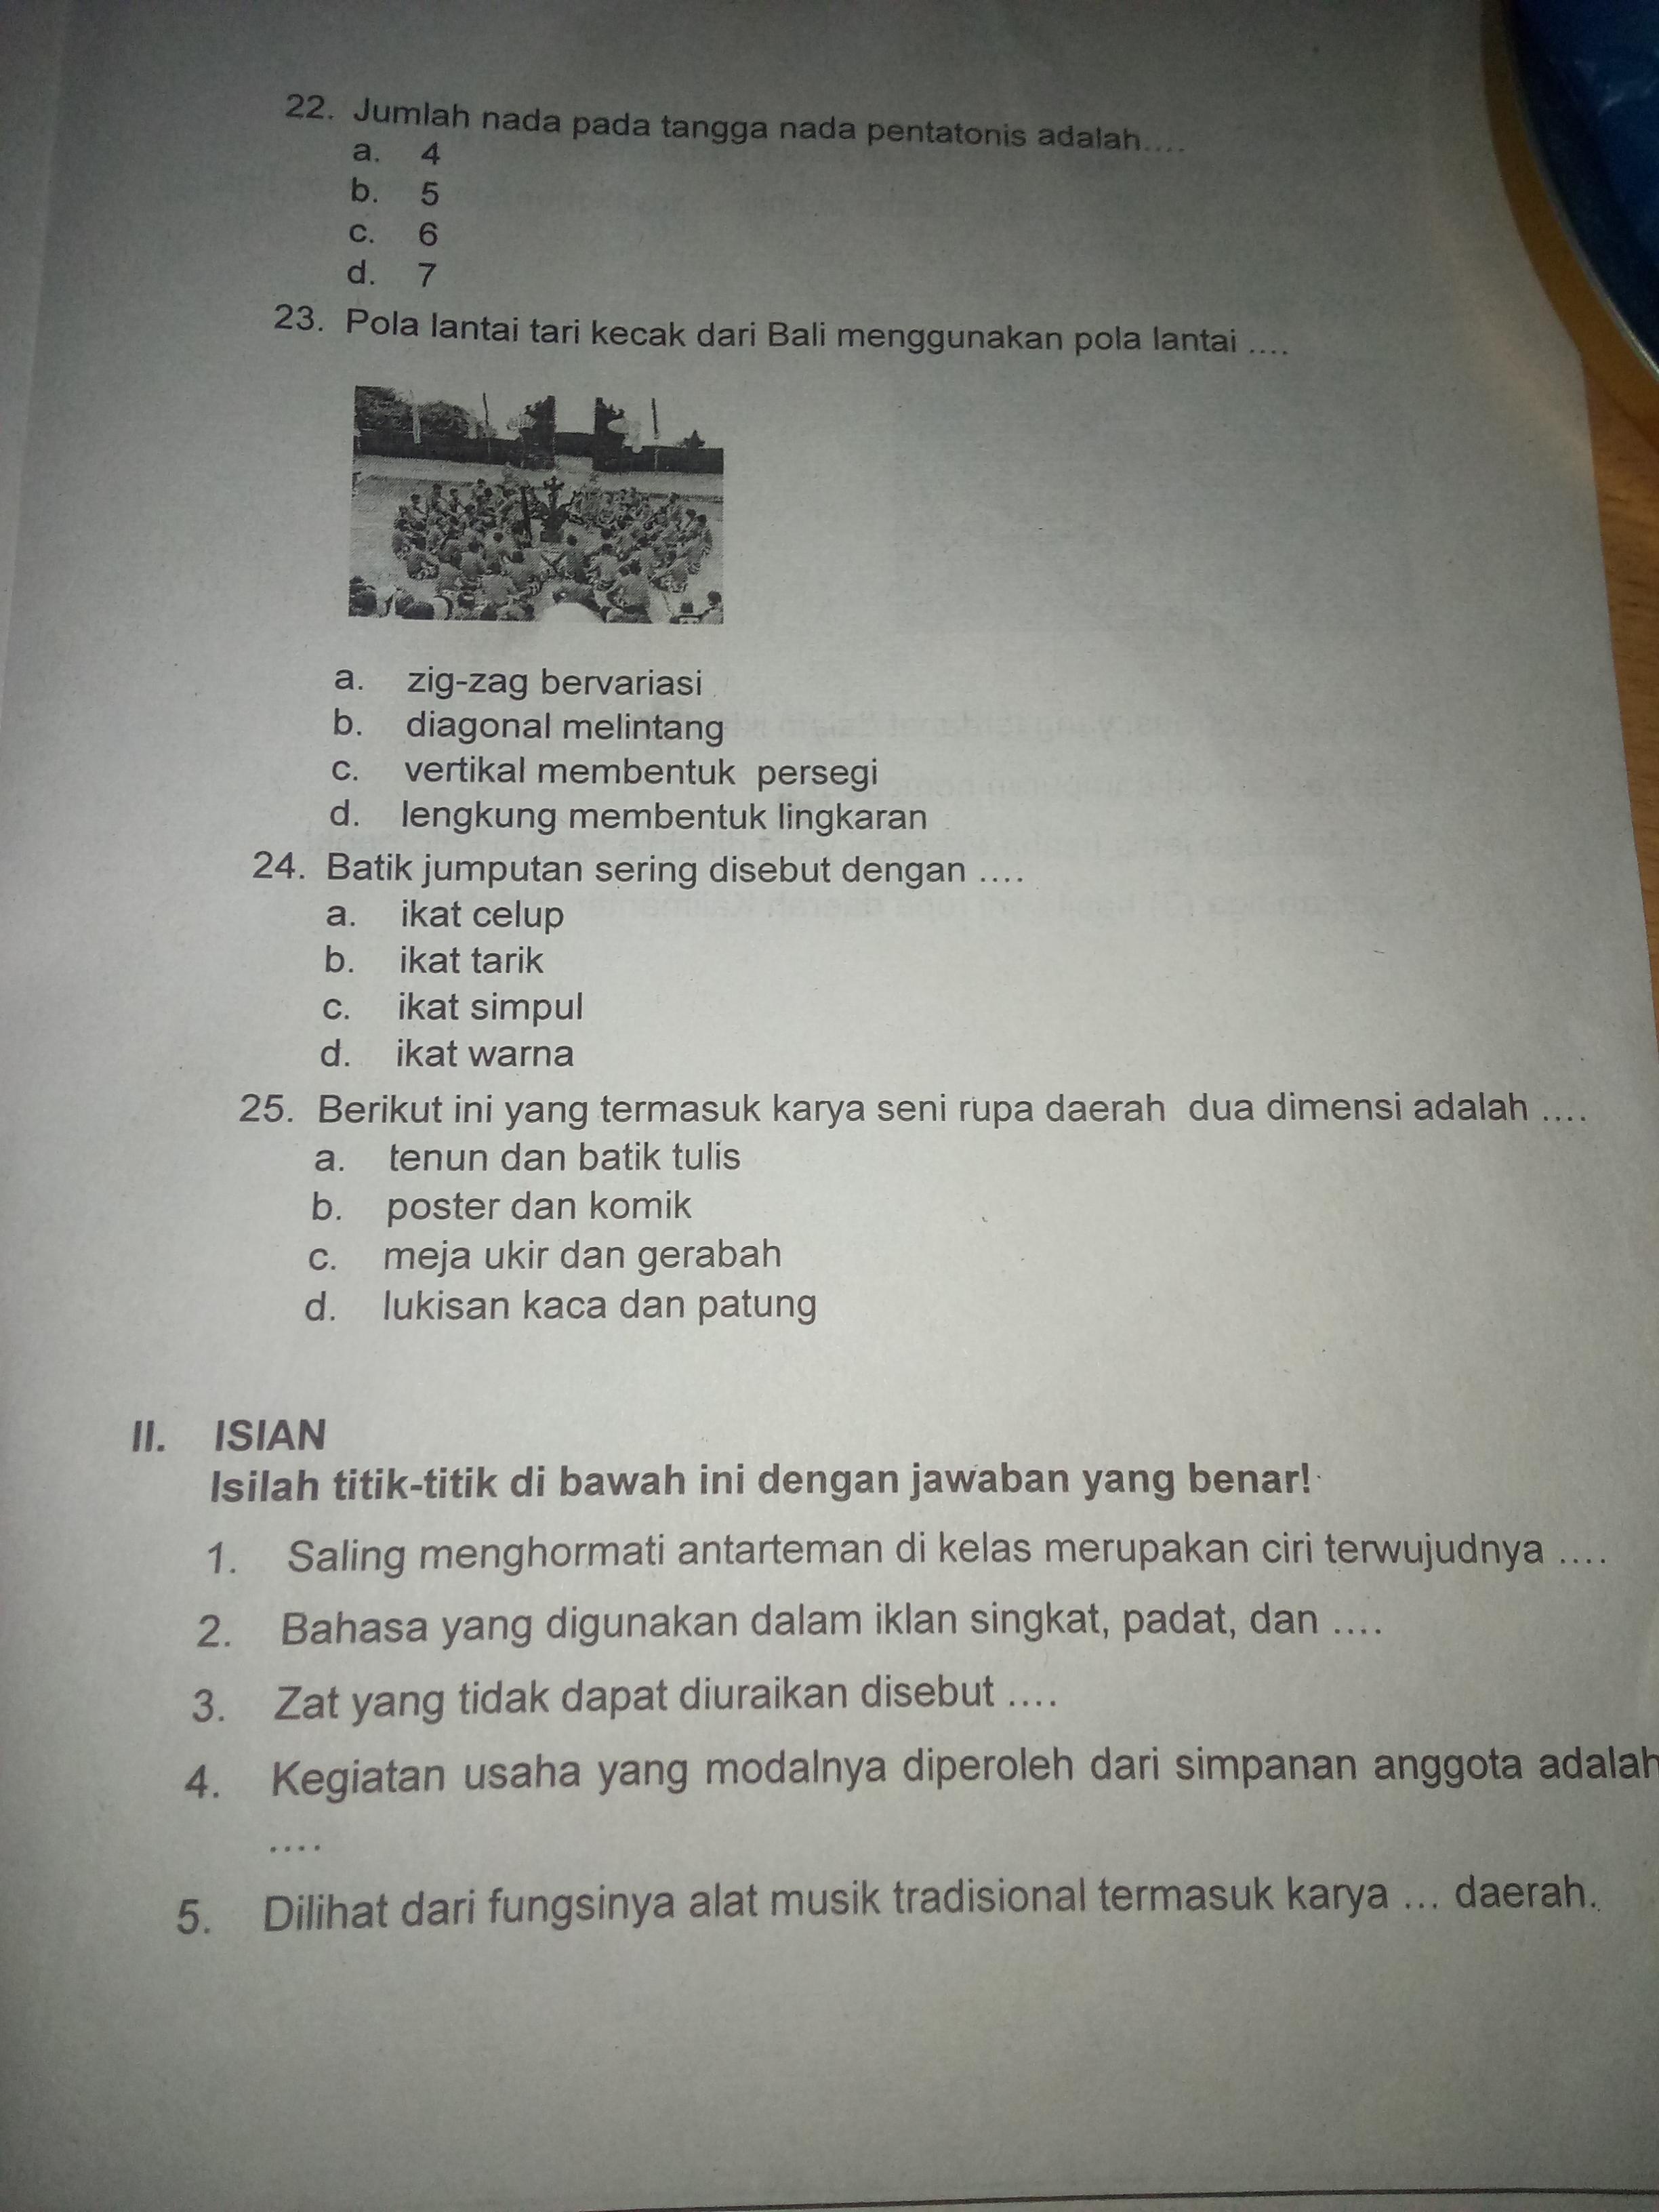 22. Jumlah nada pada tangga nada pentatonis adalah....
a. 4
b. 5
c. 6
d. 7
23. Pola lantai tari kecak dari Bali menggunakan pola lantai ....
a. zig-zag bervariasi
b. diagonal melintang
c. vertikal membentuk persegi
d. lengkung membentuk lingkaran
24. Batik jumputan sering disebut dengan ....
a. ikat celup
b. ikat tarik
c. ikat simpul
d. ikat warna
25. Berikut ini yang termasuk karya seni rupa daerah dua dimensi adalah ....
a. tenun dan batik tulis
b. poster dan komik
c. meja ukir dan gerabah
d. lukisan kaca dan patung
II. ISIAN
Isilah titik-titik di bawah ini dengan jawaban yang benar!
1. Saling menghormati antarteman di kelas merupakan ciri terwujudnya ....
2. Bahasa yang digunakan dalam iklan singkat, padat, dan ....
3. Zat yang tidak dapat diuraikan disebut ....
4. Kegiatan usaha yang modalnya diperoleh dari simpanan anggota adalah
....
5. Dilihat dari fungsinya alat musik tradisional termasuk karya ... daerah.